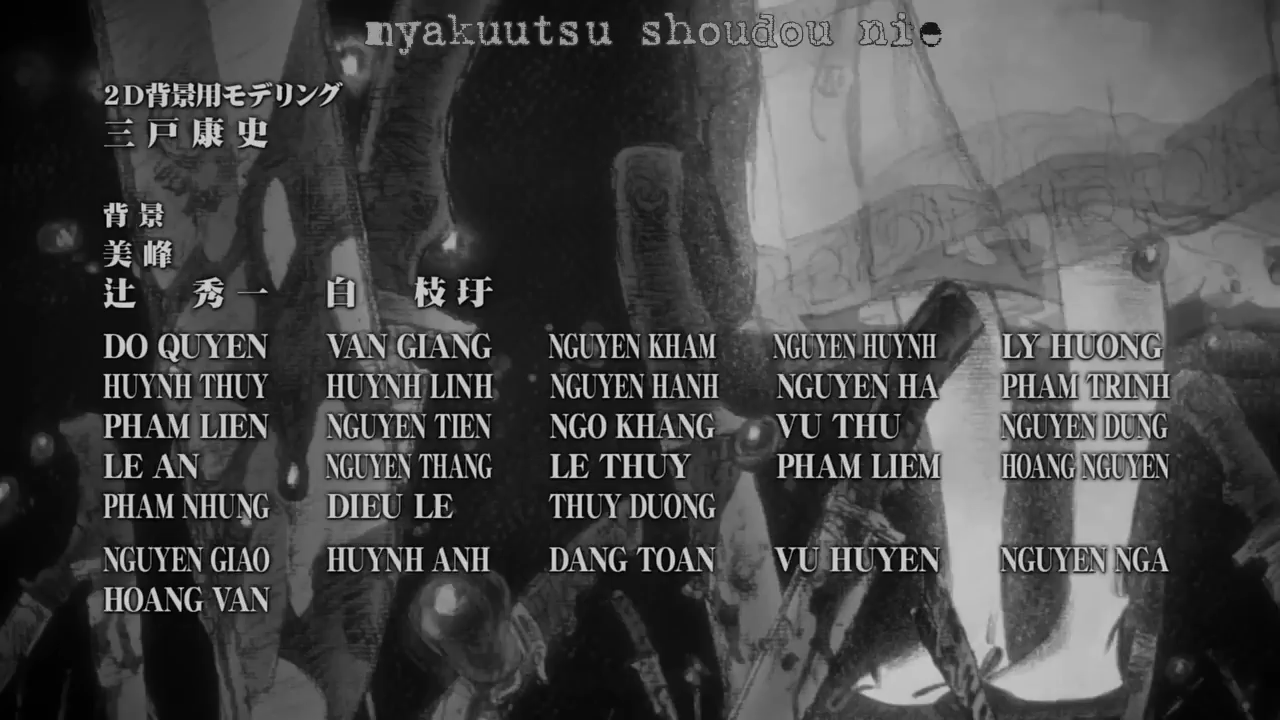 myakuutsu shoudou nie
2D背景用モデリング
三戸康史
背景
美峰
辻 秀一 白 枝玗
DO QUYEN VAN GIANG NGUYEN KHAM NGUYEN HUYNH LY HUONG
HUYNH THUY HUYNH LINH NGUYEN HANH NGUYEN HA PHAM TRINH
PHAM LIEN NGUYEN TIEN NGO KHANG VU THU NGUYEN DUNG
LE AN NGUYEN THANG LE THUY PHAM LIEM HOANG NGUYEN
PHAM NHUNG DIEU LE THUY DUONG
NGUYEN GIAO HUYNH ANH DANG TOAN VU HUYEN NGUYEN NGA
HOANG VAN